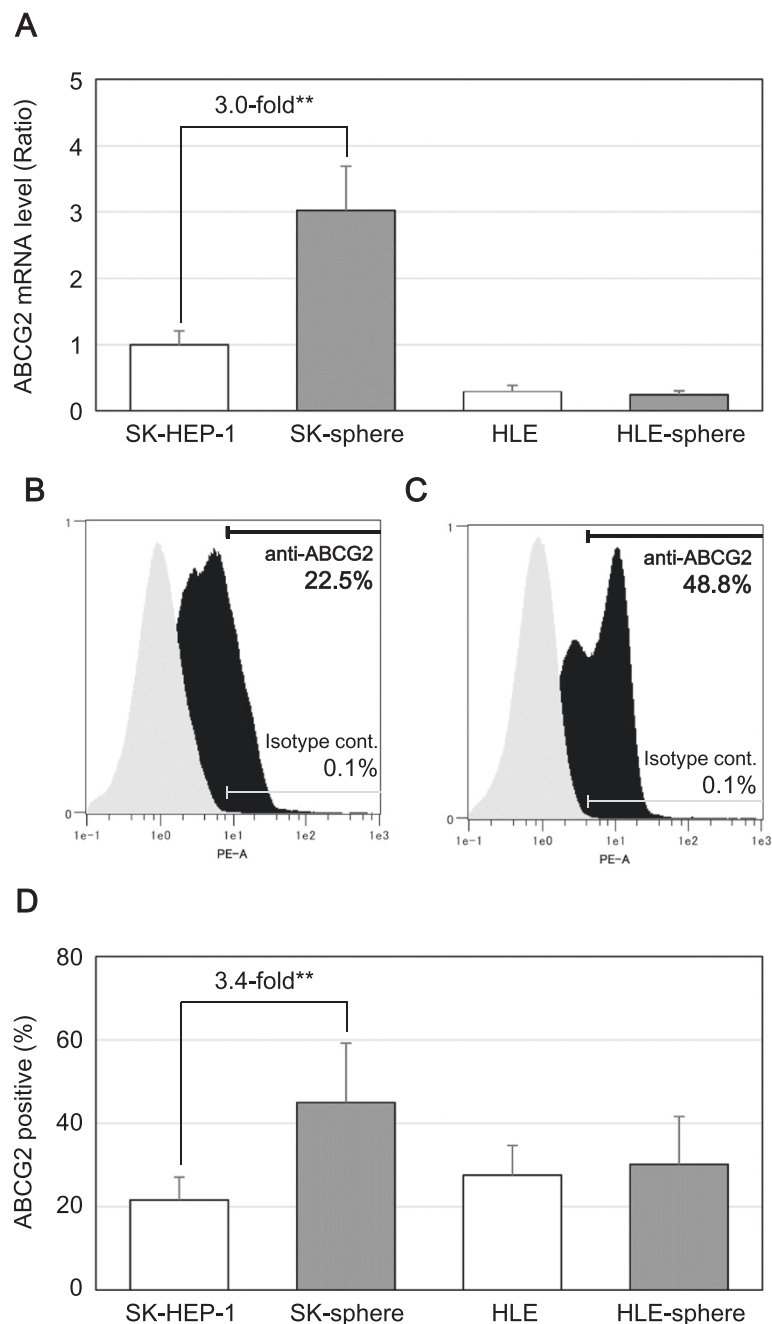 A
ABCG2 mRNA level (Ratio)
5
4
3
2
1
0
3.0-fold**
SK-HEP-1 SK-sphere HLE HLE-sphere
B
1
0
anti-ABCG2
22.5%
Isotype cont.
0.1%
1e-1 1e0 1e1 1e2 1e3
PE-A
C
1
0
anti-ABCG2
48.8%
Isotype cont.
0.1%
1e-1 1e0 1e1 1e2 1e3
PE-A
D
ABCG2 positive (%)
80
60
40
20
0
3.4-fold**
SK-HEP-1 SK-sphere HLE HLE-sphere